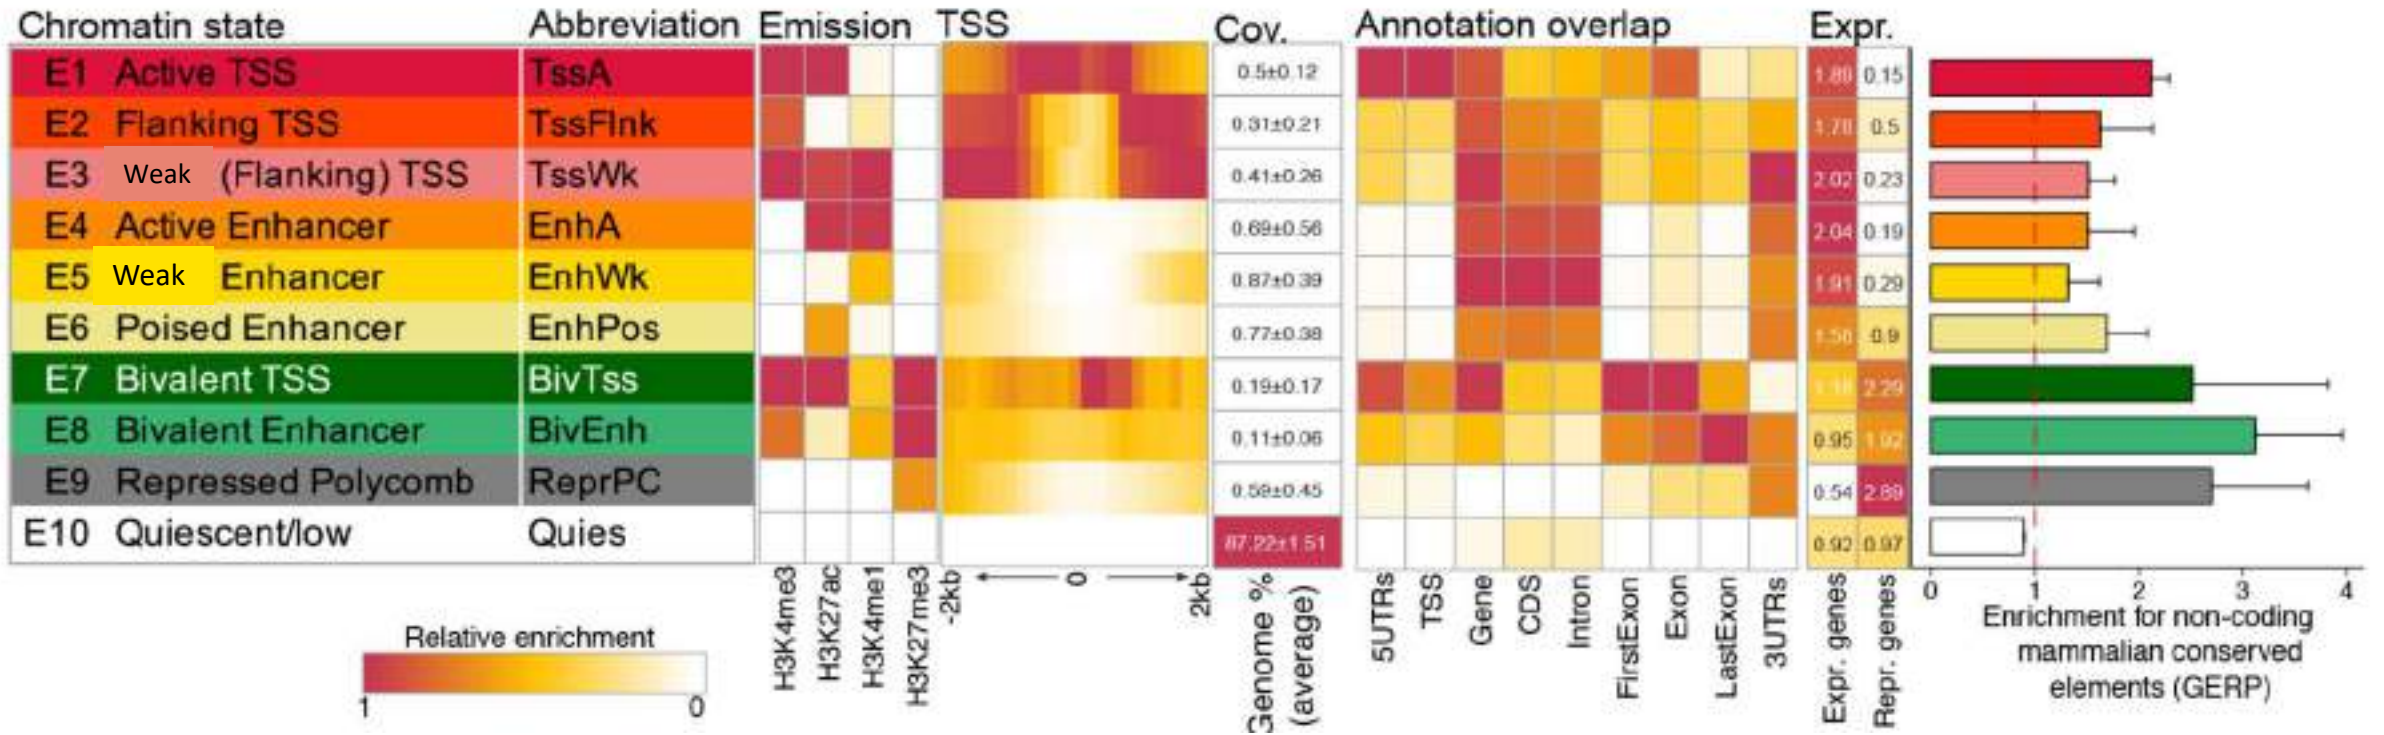 Chromatin state Abbreviation Emission TSS Cov. Annotation overlap Expr.
E1 Active TSS TssA 0.5±0.12 1.89 0.15
E2 Flanking TSS TssFlnk 0.31±0.21 1.78 0.5
E3 Weak (Flanking) TSS TssWk 0.41±0.26 2.02 0.23
E4 Active Enhancer EnhA 0.69±0.56 2.04 0.19
E5 Weak Enhancer EnhWk 0.87±0.39 1.91 0.29
E6 Poised Enhancer EnhPos 0.77±0.38 0.9
E7 Bivalent TSS BivTss 0.19±0.17 2.29
E8 Bivalent Enhancer BivEnh 0.11±0.06 0.95 1.92
E9 Repressed Polycomb ReprPC 0.59±0.45 0.54 2.89
E10 Quiescent/low Quies 87.22±1.51 0.92 0.97
H3K4me3
H3K27ac
H3K4me1
H3K27me3
-2kb 0 2kb
Genome %
(average)
5UTRs
TSS
Gene
CDS
Intron
FirstExon
Exon
LastExon
3UTRs
Expr. genes
Repr. genes
0 1 2 3 4
Enrichment for non-coding
mammalian conserved
elements (GERP)
Relative enrichment
1 0